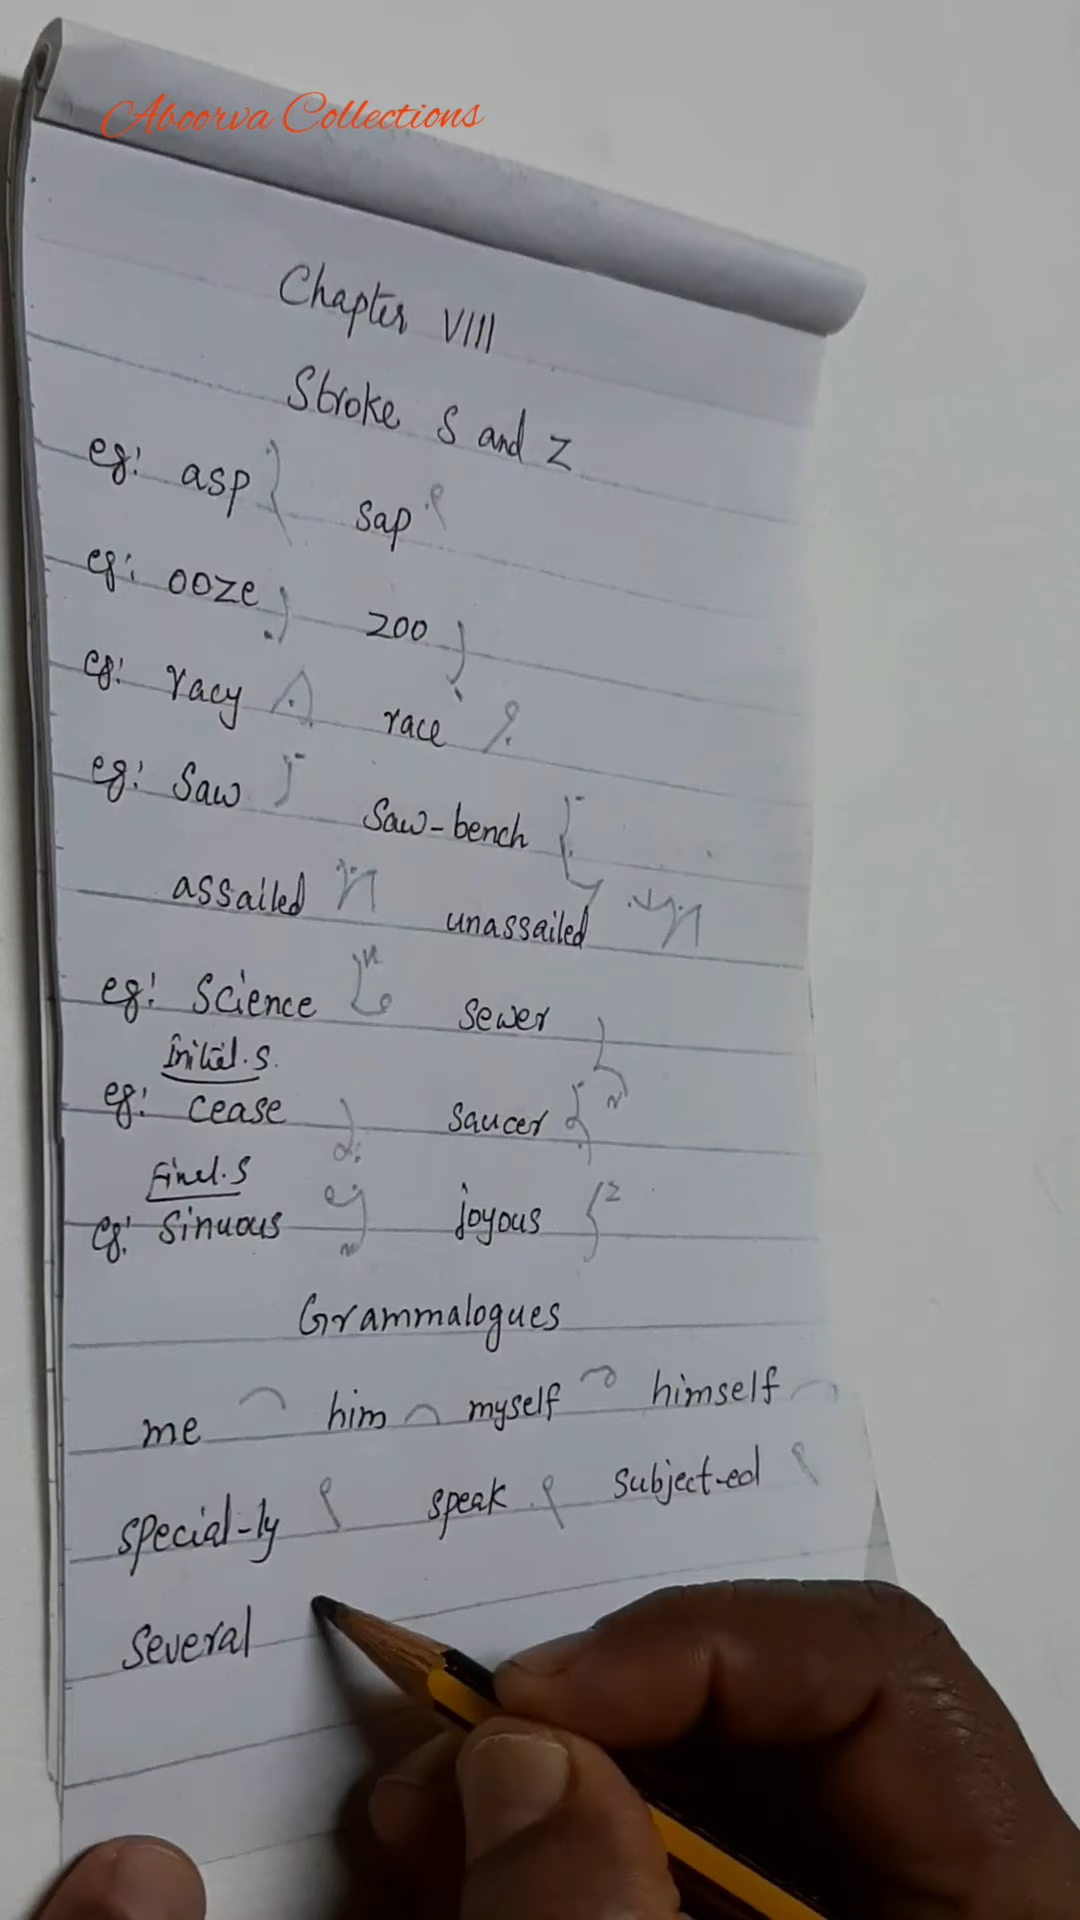 Aboorva Collections
Chapter VIII
Stroke S and Z
eg: asp sap
eg: ooze zoo
eg: racy race
eg: Saw Saw-bench
assailed unassailed
eg: Science Sewer
Initial.S.
eg: cease saucer
Final.S
eg: Sinuous joyous
Grammalogues
me him myself himself
special-ly speak subject-ed
several